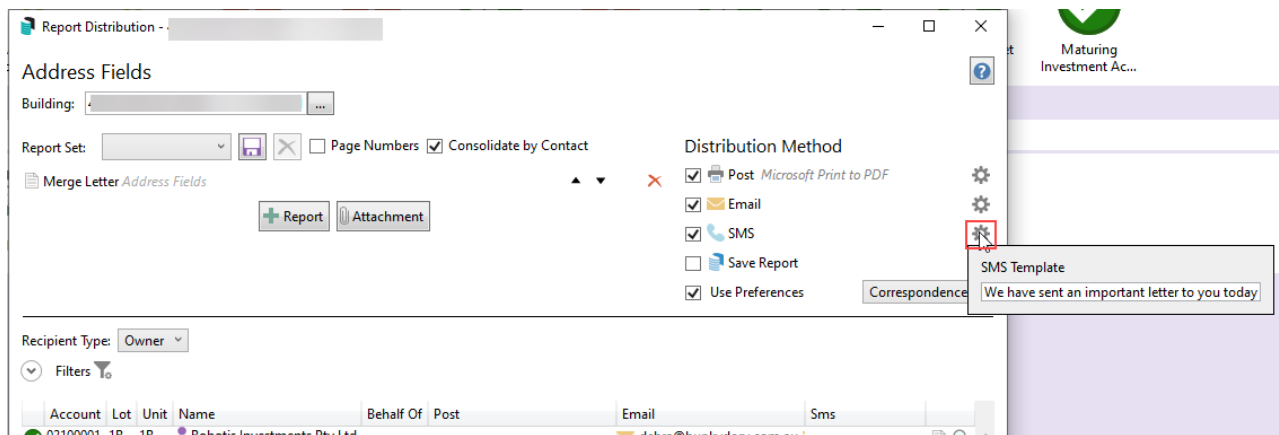 Report Distribution -
Maturing
Investment Ac...
Address Fields
Building:
...
Report Set:
Page Numbers
Consolidate by Contact
Distribution Method
Merge Letter Address Fields
Post Microsoft Print to PDF
Report
Attachment
Email
SMS
SMS Template
Save Report
We have sent an important letter to you today
Use Preferences
Correspondence
Recipient Type: Owner
Filters
Account Lot Unit Name Behalf Of Post Email Sms